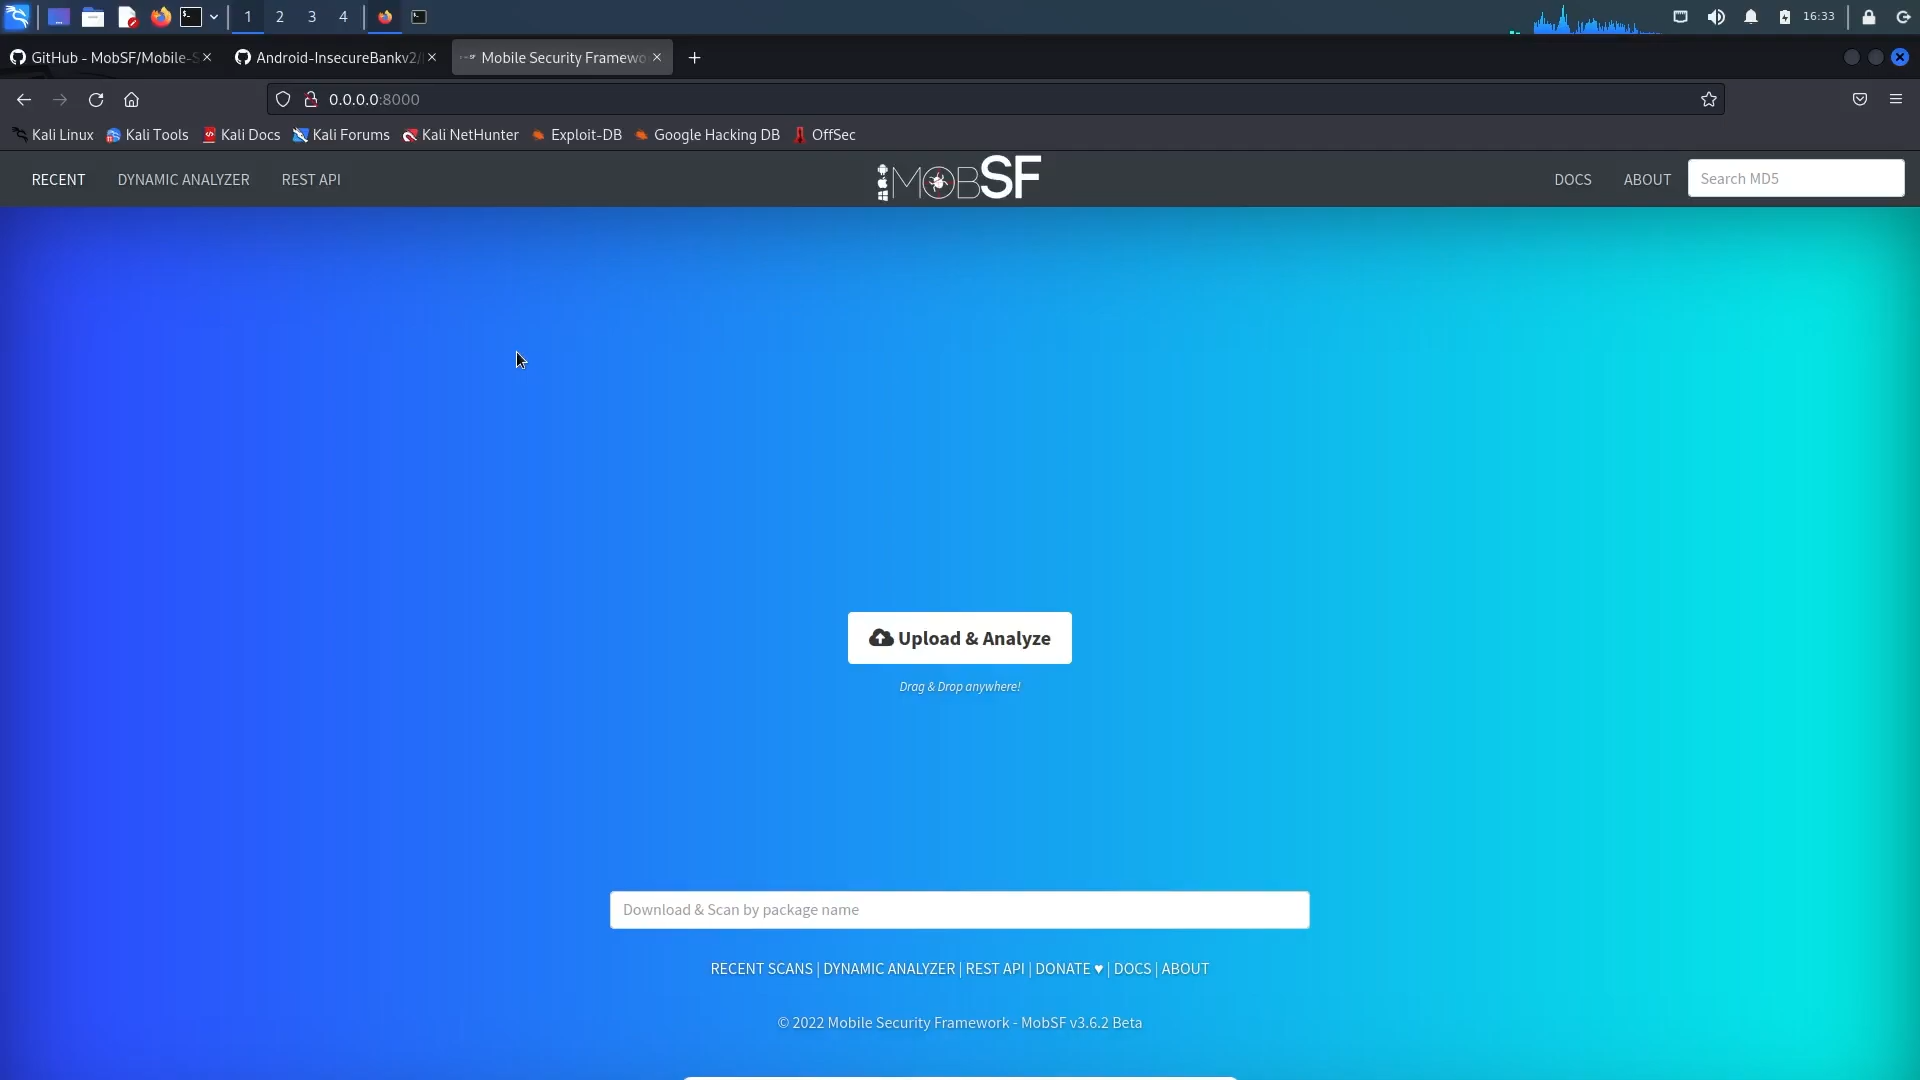 1 2 3 4 16:33
GitHub - MobSF/Mobile-S Android-InsecureBankv2/ Mobile Security Framewo
0.0.0.0:8000
Kali Linux Kali Tools Kali Docs Kali Forums Kali NetHunter Exploit-DB Google Hacking DB OffSec
RECENT DYNAMIC ANALYZER REST API MOBSF DOCS ABOUT Search MD5
Upload & Analyze
Drag & Drop anywhere!
Download & Scan by package name
RECENT SCANS | DYNAMIC ANALYZER | REST API | DONATE ♥ | DOCS | ABOUT
© 2022 Mobile Security Framework - MobSF v3.6.2 Beta